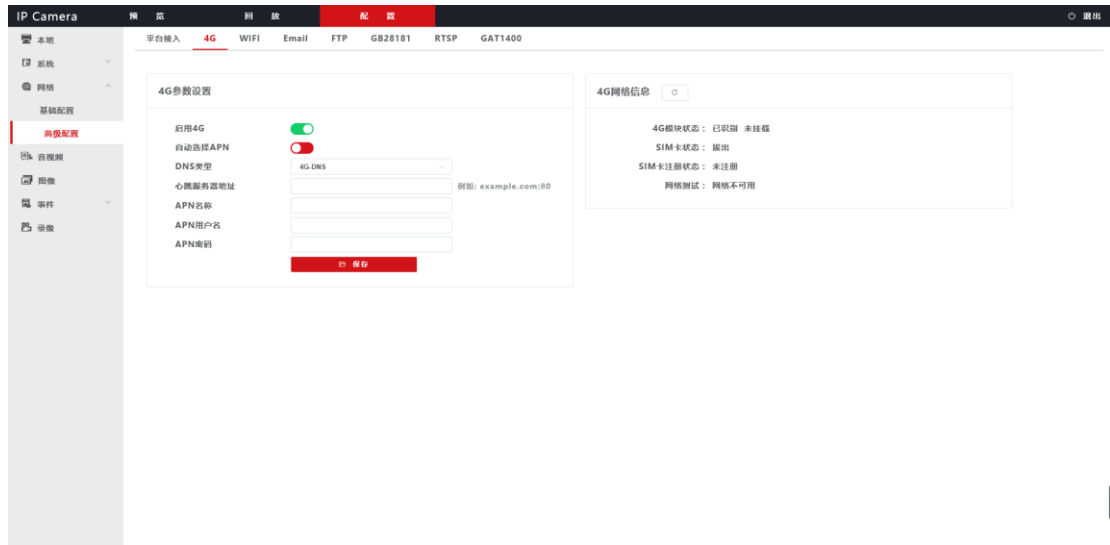 IP Camera 预 览 回 放 配 置 退出
本地
系统
网络
基础配置
高级配置
音视频
图像
事件
录像
平台接入 4G WIFI Email FTP GB28181 RTSP GAT1400
4G参数设置
启用4G
自动选择APN
DNS类型 4G-DNS
心跳服务器地址 例如: example.com:80
APN名称
APN用户名
APN密码
保存
4G网络信息
4G模块状态： 已识别 未挂载
SIM卡状态： 拔出
SIM卡注册状态： 未注册
网络测试： 网络不可用